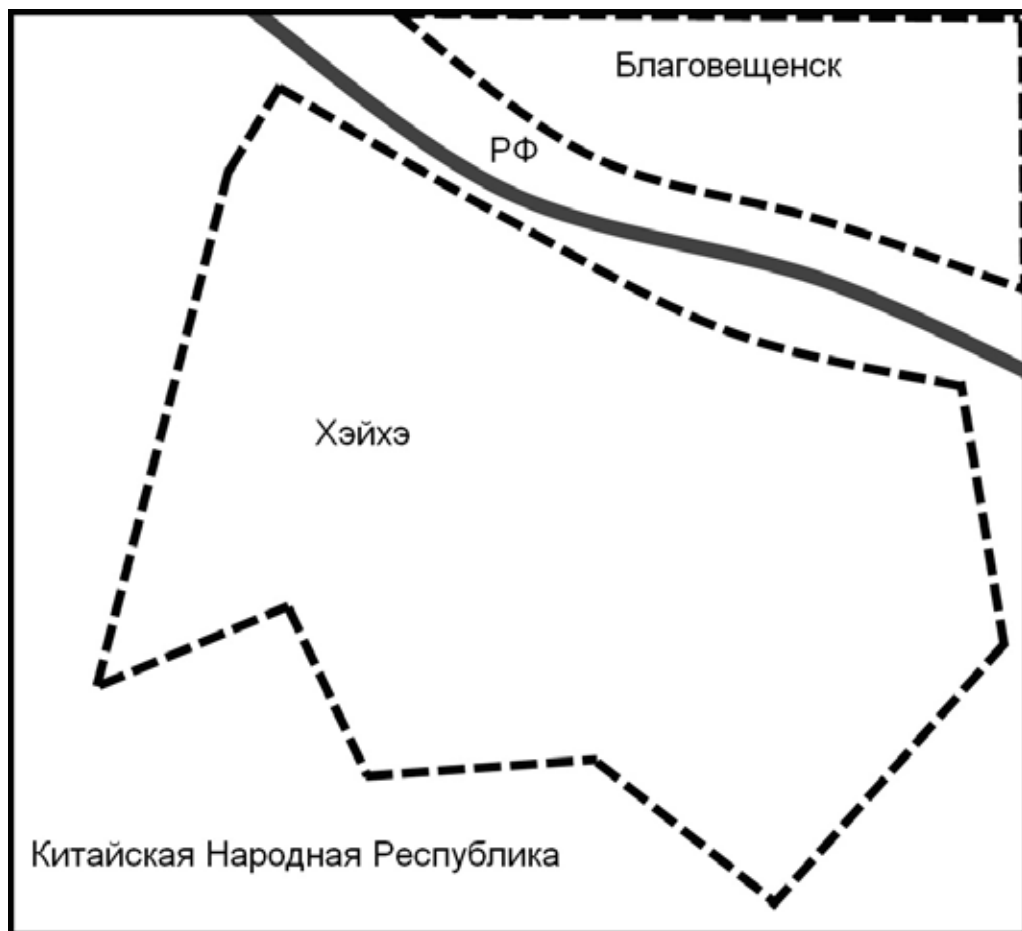 Благовещенск
РФ
Хэйхэ
Китайская Народная Республика